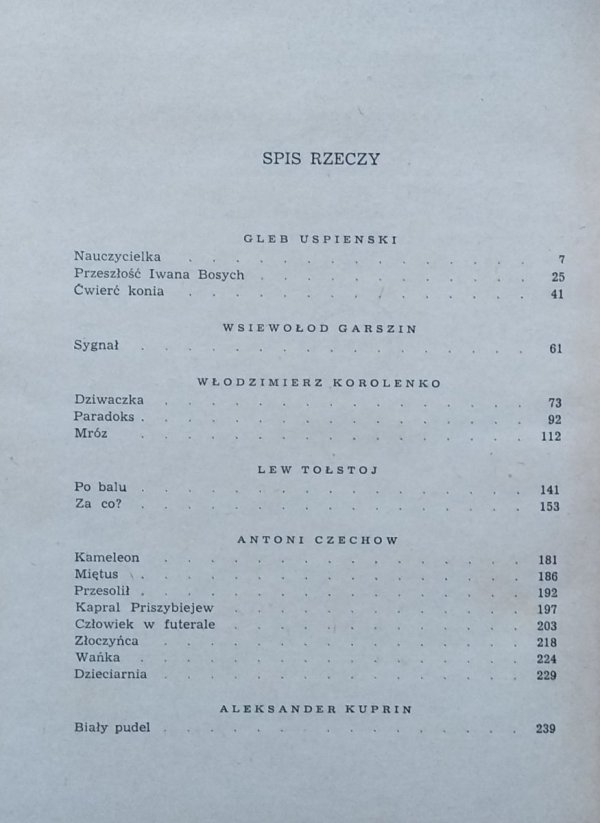 SPIS RZECZY
GLEB USPIENSKI
Nauczycielka . . . . . . . . . . . . . . . 7
Przeszłość Iwana Bosych . . . . . . . . . . . . 25
Ćwierć konia . . . . . . . . . . . . . . . 41
WSIEWOŁOD GARSZIN
Sygnał . . . . . . . . . . . . . . . . . 61
WŁODZIMIERZ KOROLENKO
Dziwaczka . . . . . . . . . . . . . . . . 73
Paradoks . . . . . . . . . . . . . . . . . 92
Mróz . . . . . . . . . . . . . . . . . 112
LEW TOŁSTOJ
Po balu . . . . . . . . . . . . . . . . . 141
Za co? . . . . . . . . . . . . . . . . . 153
ANTONI CZECHOW
Kameleon . . . . . . . . . . . . . . . . 181
Miętus . . . . . . . . . . . . . . . . . 186
Przesolił . . . . . . . . . . . . . . . . . 192
Kapral Priszybiejew . . . . . . . . . . . . . 197
Człowiek w futerale . . . . . . . . . . . . . 203
Złoczyńca . . . . . . . . . . . . . . . . 218
Wańka . . . . . . . . . . . . . . . . . 224
Dzieciarnia . . . . . . . . . . . . . . . . 229
ALEKSANDER KUPRIN
Biały pudel . . . . . . . . . . . . . . . . 239